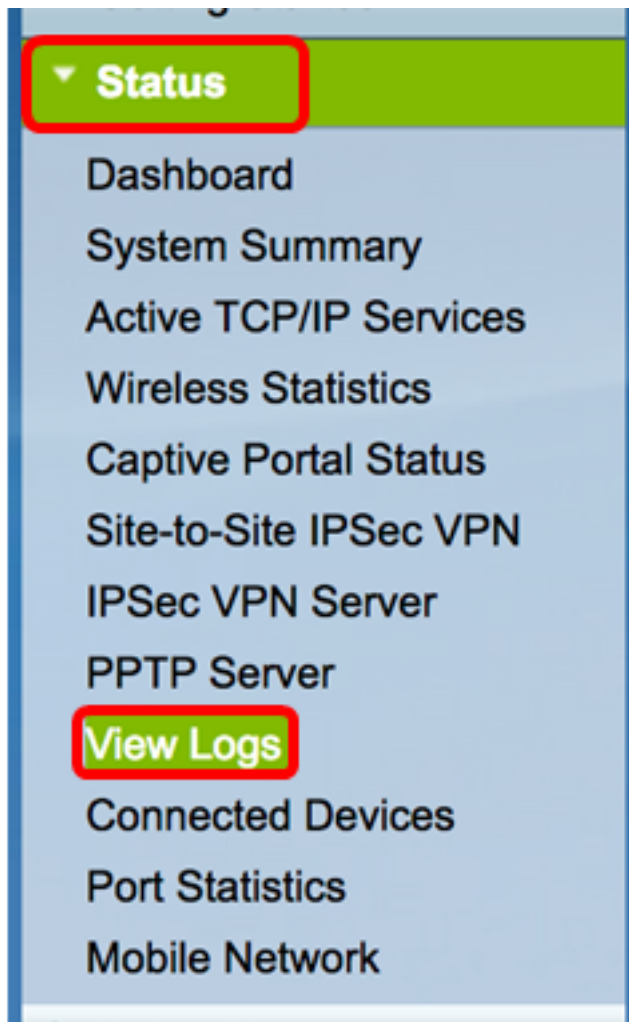 Status
Dashboard
System Summary
Active TCP/IP Services
Wireless Statistics
Captive Portal Status
Site-to-Site IPSec VPN
IPSec VPN Server
PPTP Server
View Logs
Connected Devices
Port Statistics
Mobile Network